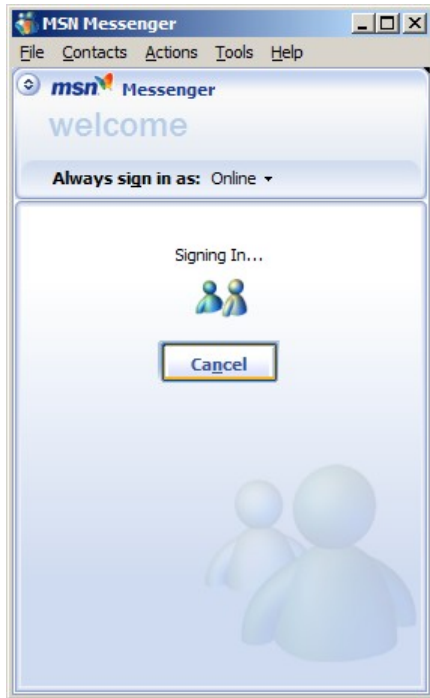 MSN Messenger
File Contacts Actions Tools Help
msn Messenger
welcome
Always sign in as: Online
Signing In...
Cancel